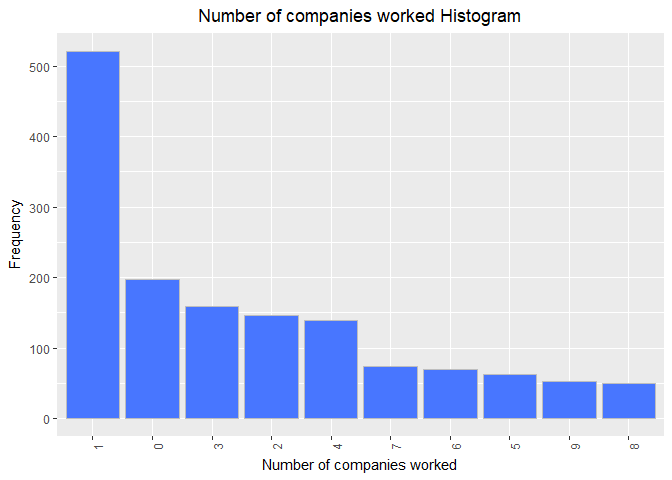 Number of companies worked Histogram
Frequency
500
400
300
200
100
0
1 0 3 2 4 7 6 5 9 8
Number of companies worked